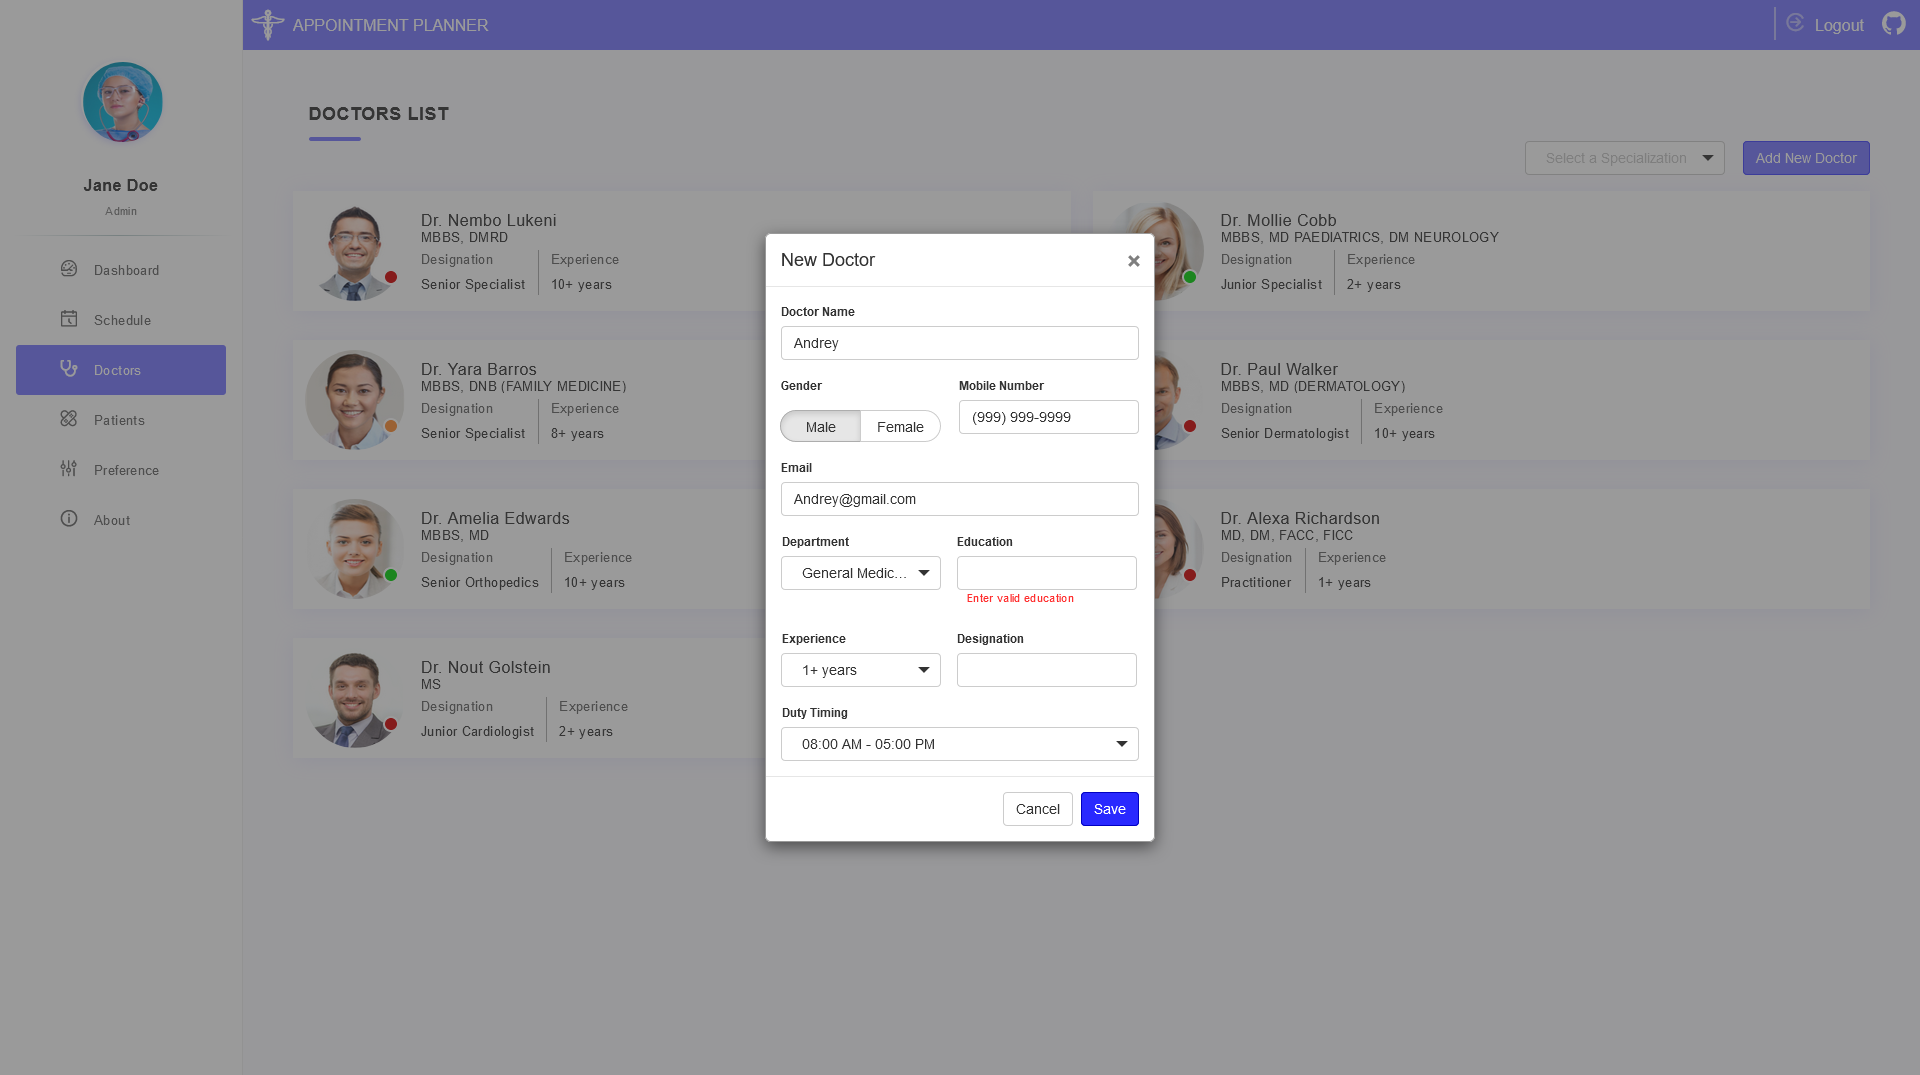 APPOINTMENT PLANNER
Logout
Jane Doe
Admin
Dashboard
Schedule
Doctors
Patients
Preference
About
DOCTORS LIST
Select a Specialization
Add New Doctor
Dr. Nembo Lukeni
MBBS, DMRD
Designation Experience
Senior Specialist 10+ years
Dr. Mollie Cobb
MBBS, MD PAEDIATRICS, DM NEUROLOGY
Designation Experience
Junior Specialist 2+ years
Dr. Yara Barros
MBBS, DNB (FAMILY MEDICINE)
Designation Experience
Senior Specialist 8+ years
Dr. Paul Walker
MBBS, MD (DERMATOLOGY)
Designation Experience
Senior Dermatologist 10+ years
Dr. Amelia Edwards
MBBS, MD
Designation Experience
Senior Orthopedics 10+ years
Dr. Alexa Richardson
MD, DM, FACC, FICC
Designation Experience
Practitioner 1+ years
Dr. Nout Golstein
MS
Designation Experience
Junior Cardiologist 2+ years
New Doctor
Doctor Name
Andrey
Gender Mobile Number
Male Female (999) 999-9999
Email
Andrey@gmail.com
Department Education
General Medic...
Enter valid education
Experience Designation
1+ years
Duty Timing
08:00 AM - 05:00 PM
Cancel Save